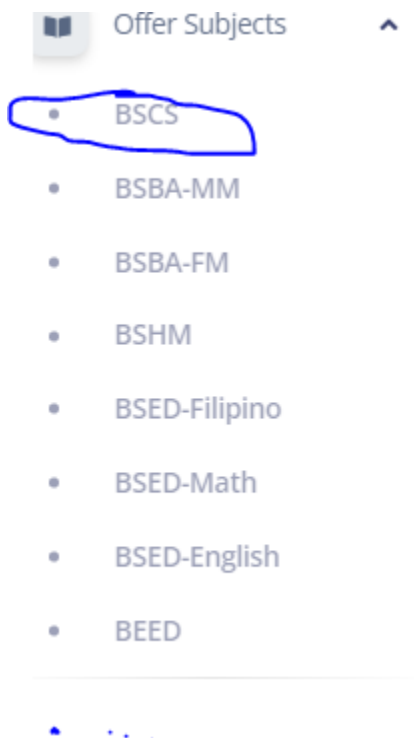 Offer Subjects
BSCS
BSBA-MM
BSBA-FM
BSHM
BSED-Filipino
BSED-Math
BSED-English
BEED